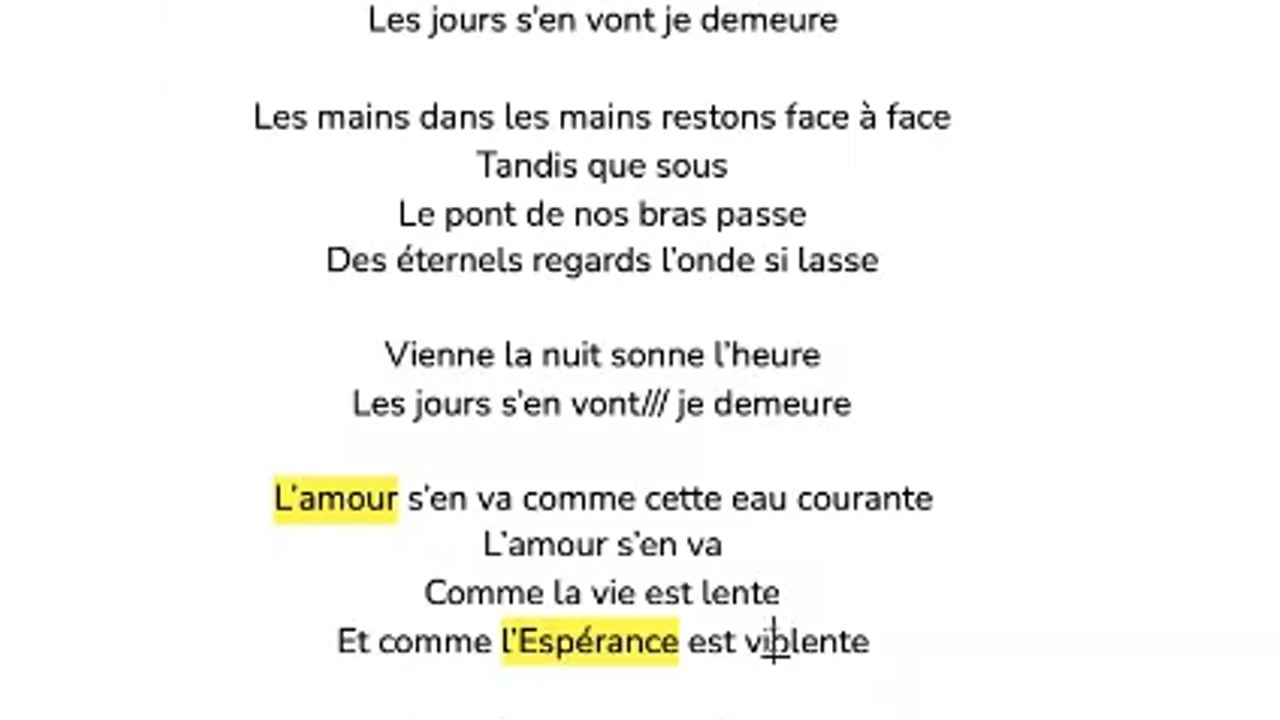 Les jours s'en vont je demeure
Les mains dans les mains restons face à face
Tandis que sous
Le pont de nos bras passe
Des éternels regards l'onde si lasse
Vienne la nuit sonne l'heure
Les jours s'en vont/// je demeure
L'amour s'en va comme cette eau courante
L'amour s'en va
Comme la vie est lente
Et comme l'Espérance est violente